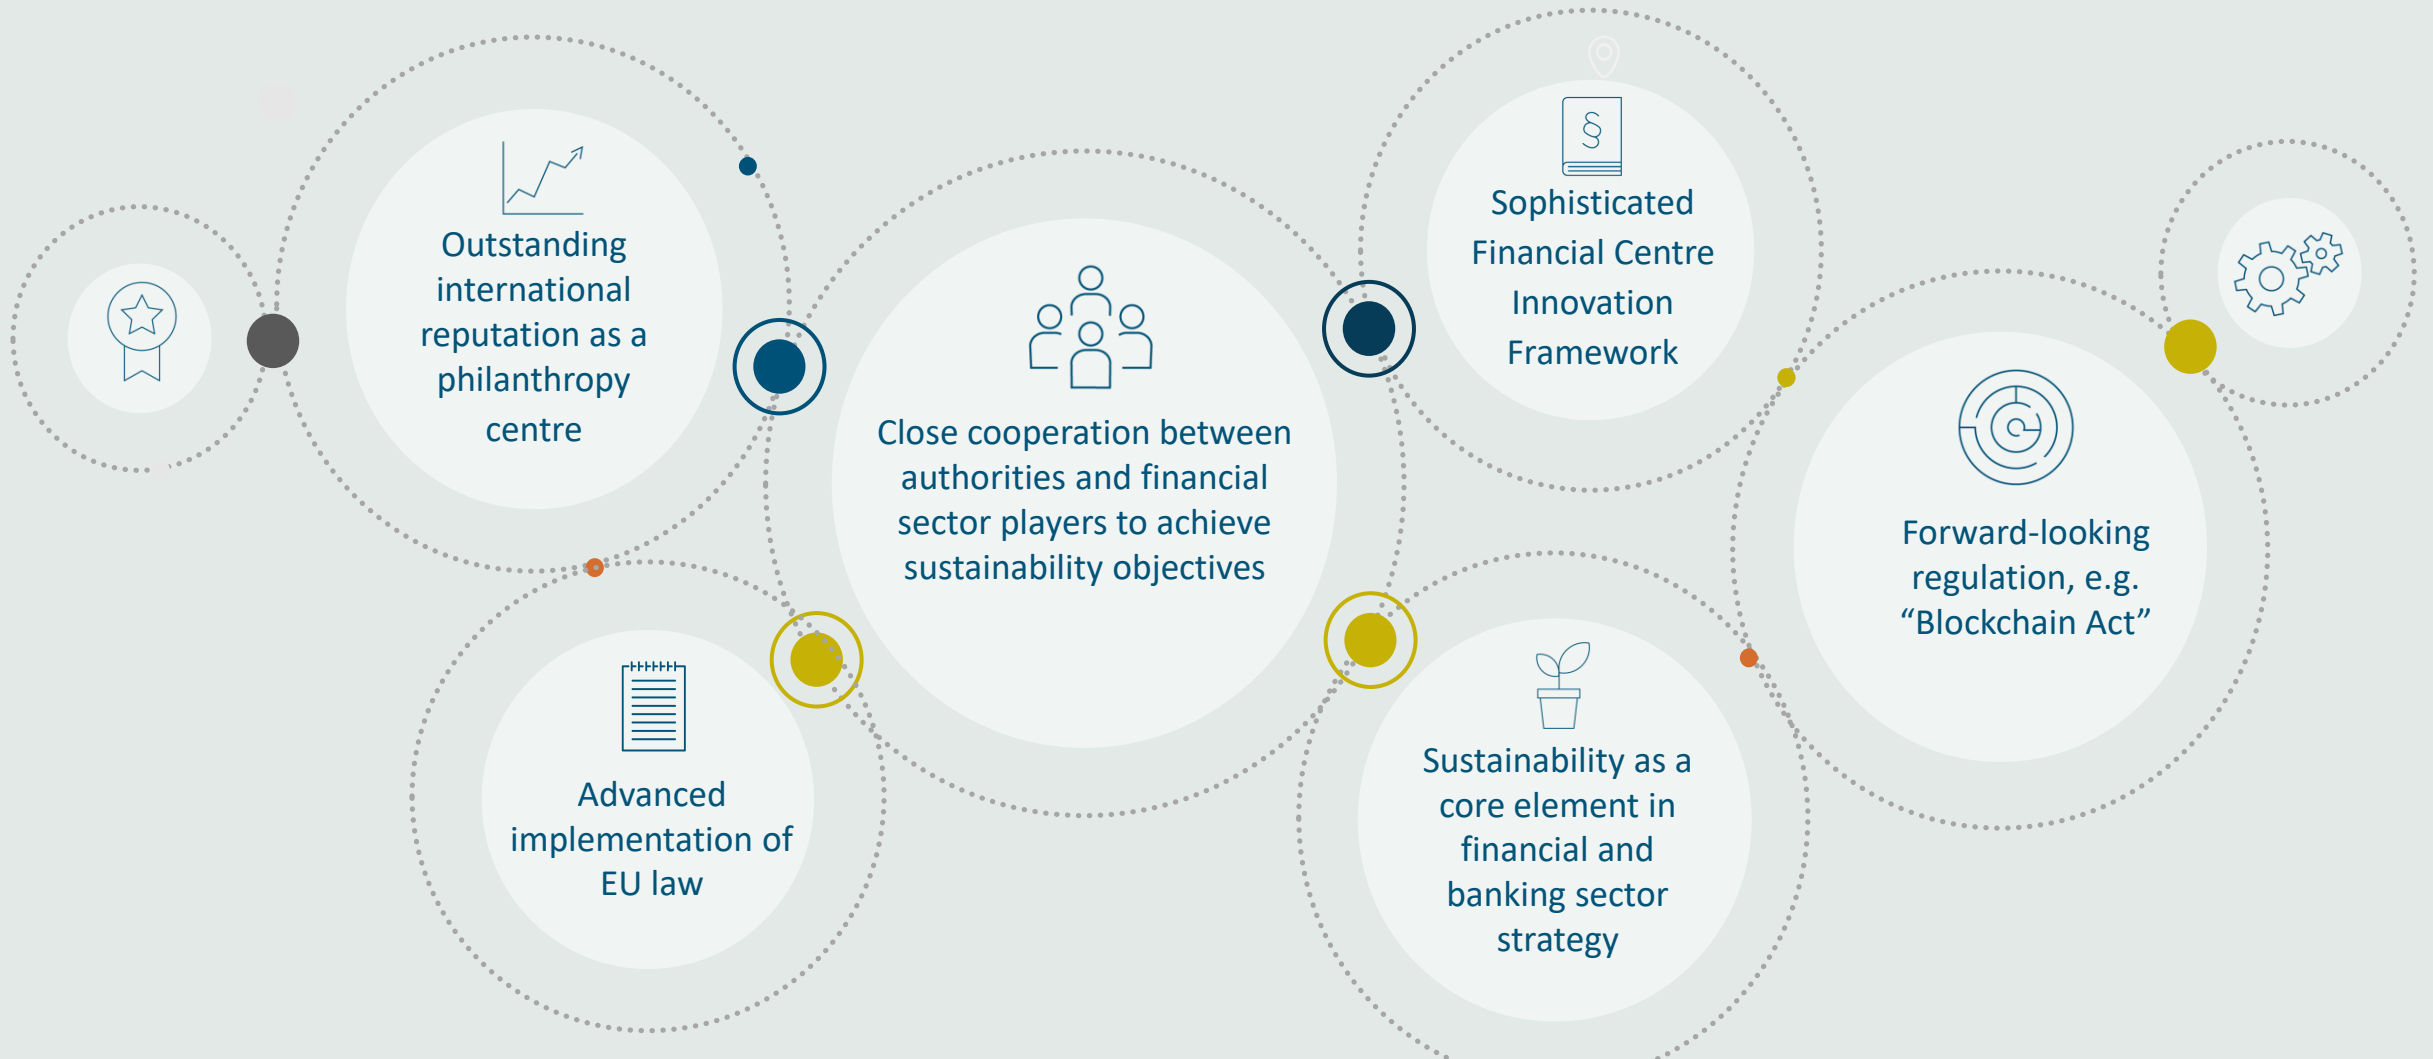 Outstanding
international
reputation as a
philanthropy
centre
Close cooperation between
authorities and financial
sector players to achieve
sustainability objectives
§
Sophisticated
Financial Centre
Innovation
Framework
Forward-looking
regulation, e.g.
“Blockchain Act”
Advanced
implementation of
EU law
Sustainability as a
core element in
financial and
banking sector
strategy